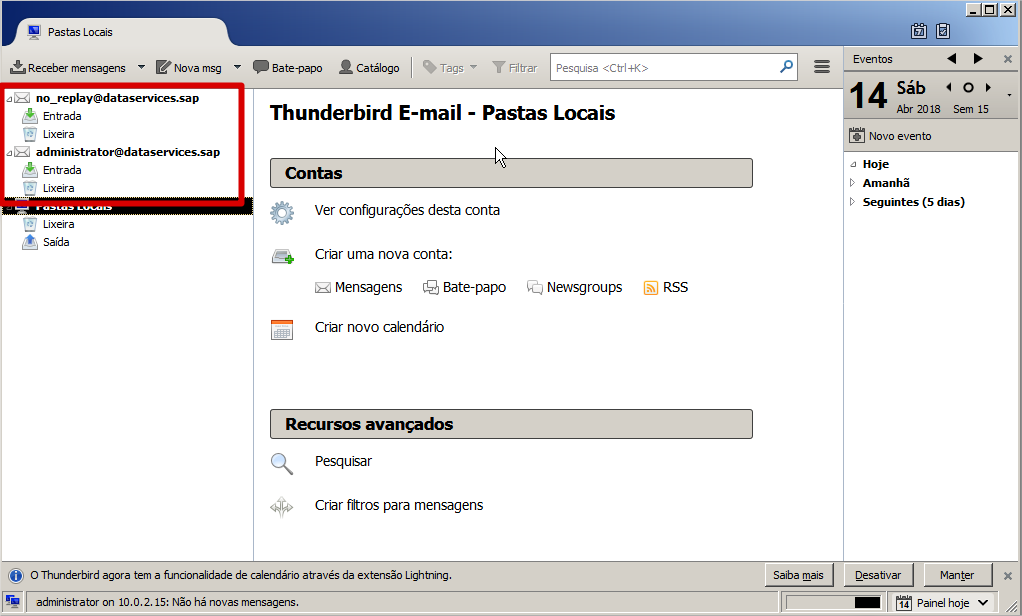 Pastas Locais
Receber mensagens
Nova msg
Bate-papo
Catálogo
Tags
Filtrar
Pesquisa <Ctrl+K>
no_replay@dataservices.sap
Entrada
Lixeira
administrator@dataservices.sap
Entrada
Lixeira
Pastas Locais
Lixeira
Saída
Thunderbird E-mail - Pastas Locais
Contas
Ver configurações desta conta
Criar uma nova conta:
Mensagens Bate-papo Newsgroups RSS
Criar novo calendário
Recursos avançados
Pesquisar
Criar filtros para mensagens
Eventos
14 Sáb
Abr 2018 Sem 15
Novo evento
Hoje
Amanhã
Seguintes (5 dias)
O Thunderbird agora tem a funcionalidade de calendário através da extensão Lightning.
Saiba mais
Desativar
Manter
administrator on 10.0.2.15: Não há novas mensagens.
14 Painel hoje